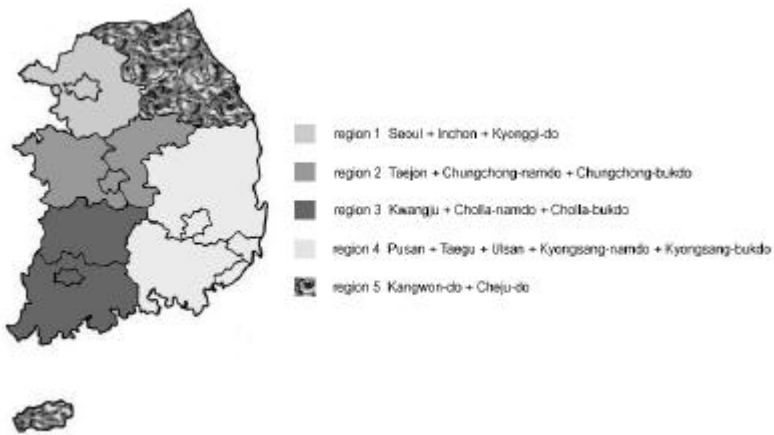 region 1 Seoul + Inchon + Kyonggi-do
region 2 Taejon + Chungchong-namdo + Chungchong-bukdo
region 3 Kwangju + Cholla-namdo + Cholla-bukdo
region 4 Pusan + Taegu + Ulsan + Kyongsang-namdo + Kyongsang-bukdo
region 5 Kangwon-do + Cheju-do